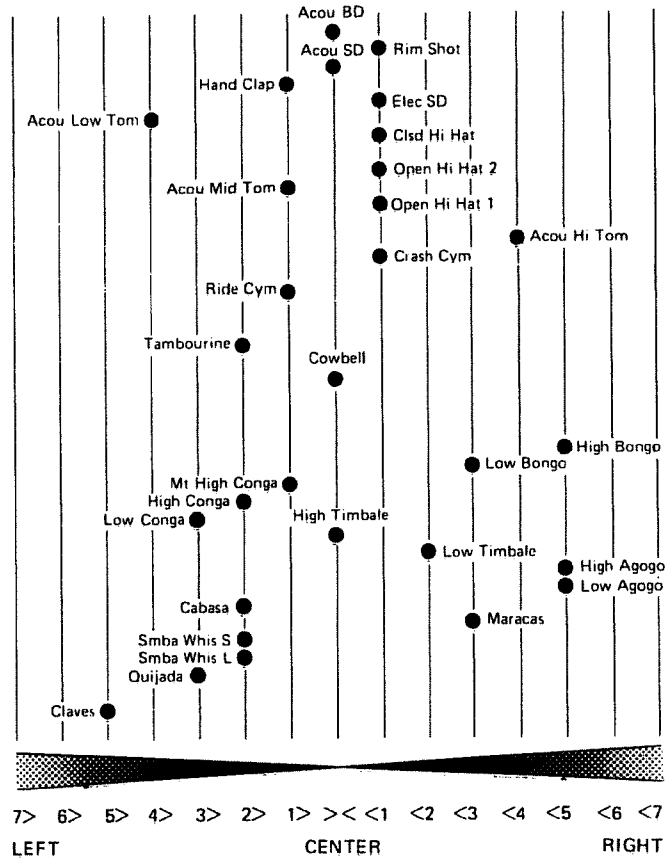 Acou BD
Acou SD
Rim Shot
Hand Clap
Elec SD
Acou Low Tom
Clsd Hi Hat
Open Hi Hat 2
Acou Mid Tom
Open Hi Hat 1
Acou Hi Tom
Crash Cym
Ride Cym
Tambourine
Cowbell
High Bongo
Low Bongo
Mt High Conga
High Conga
Low Conga
High Timbale
Low Timbale
High Agogo
Low Agogo
Cabasa
Maracas
Smba Whis S
Smba Whis L
Quijada
Claves
7> 6> 5> 4> 3> 2> 1> >< <1 <2 <3 <4 <5 <6 <7
LEFT CENTER RIGHT